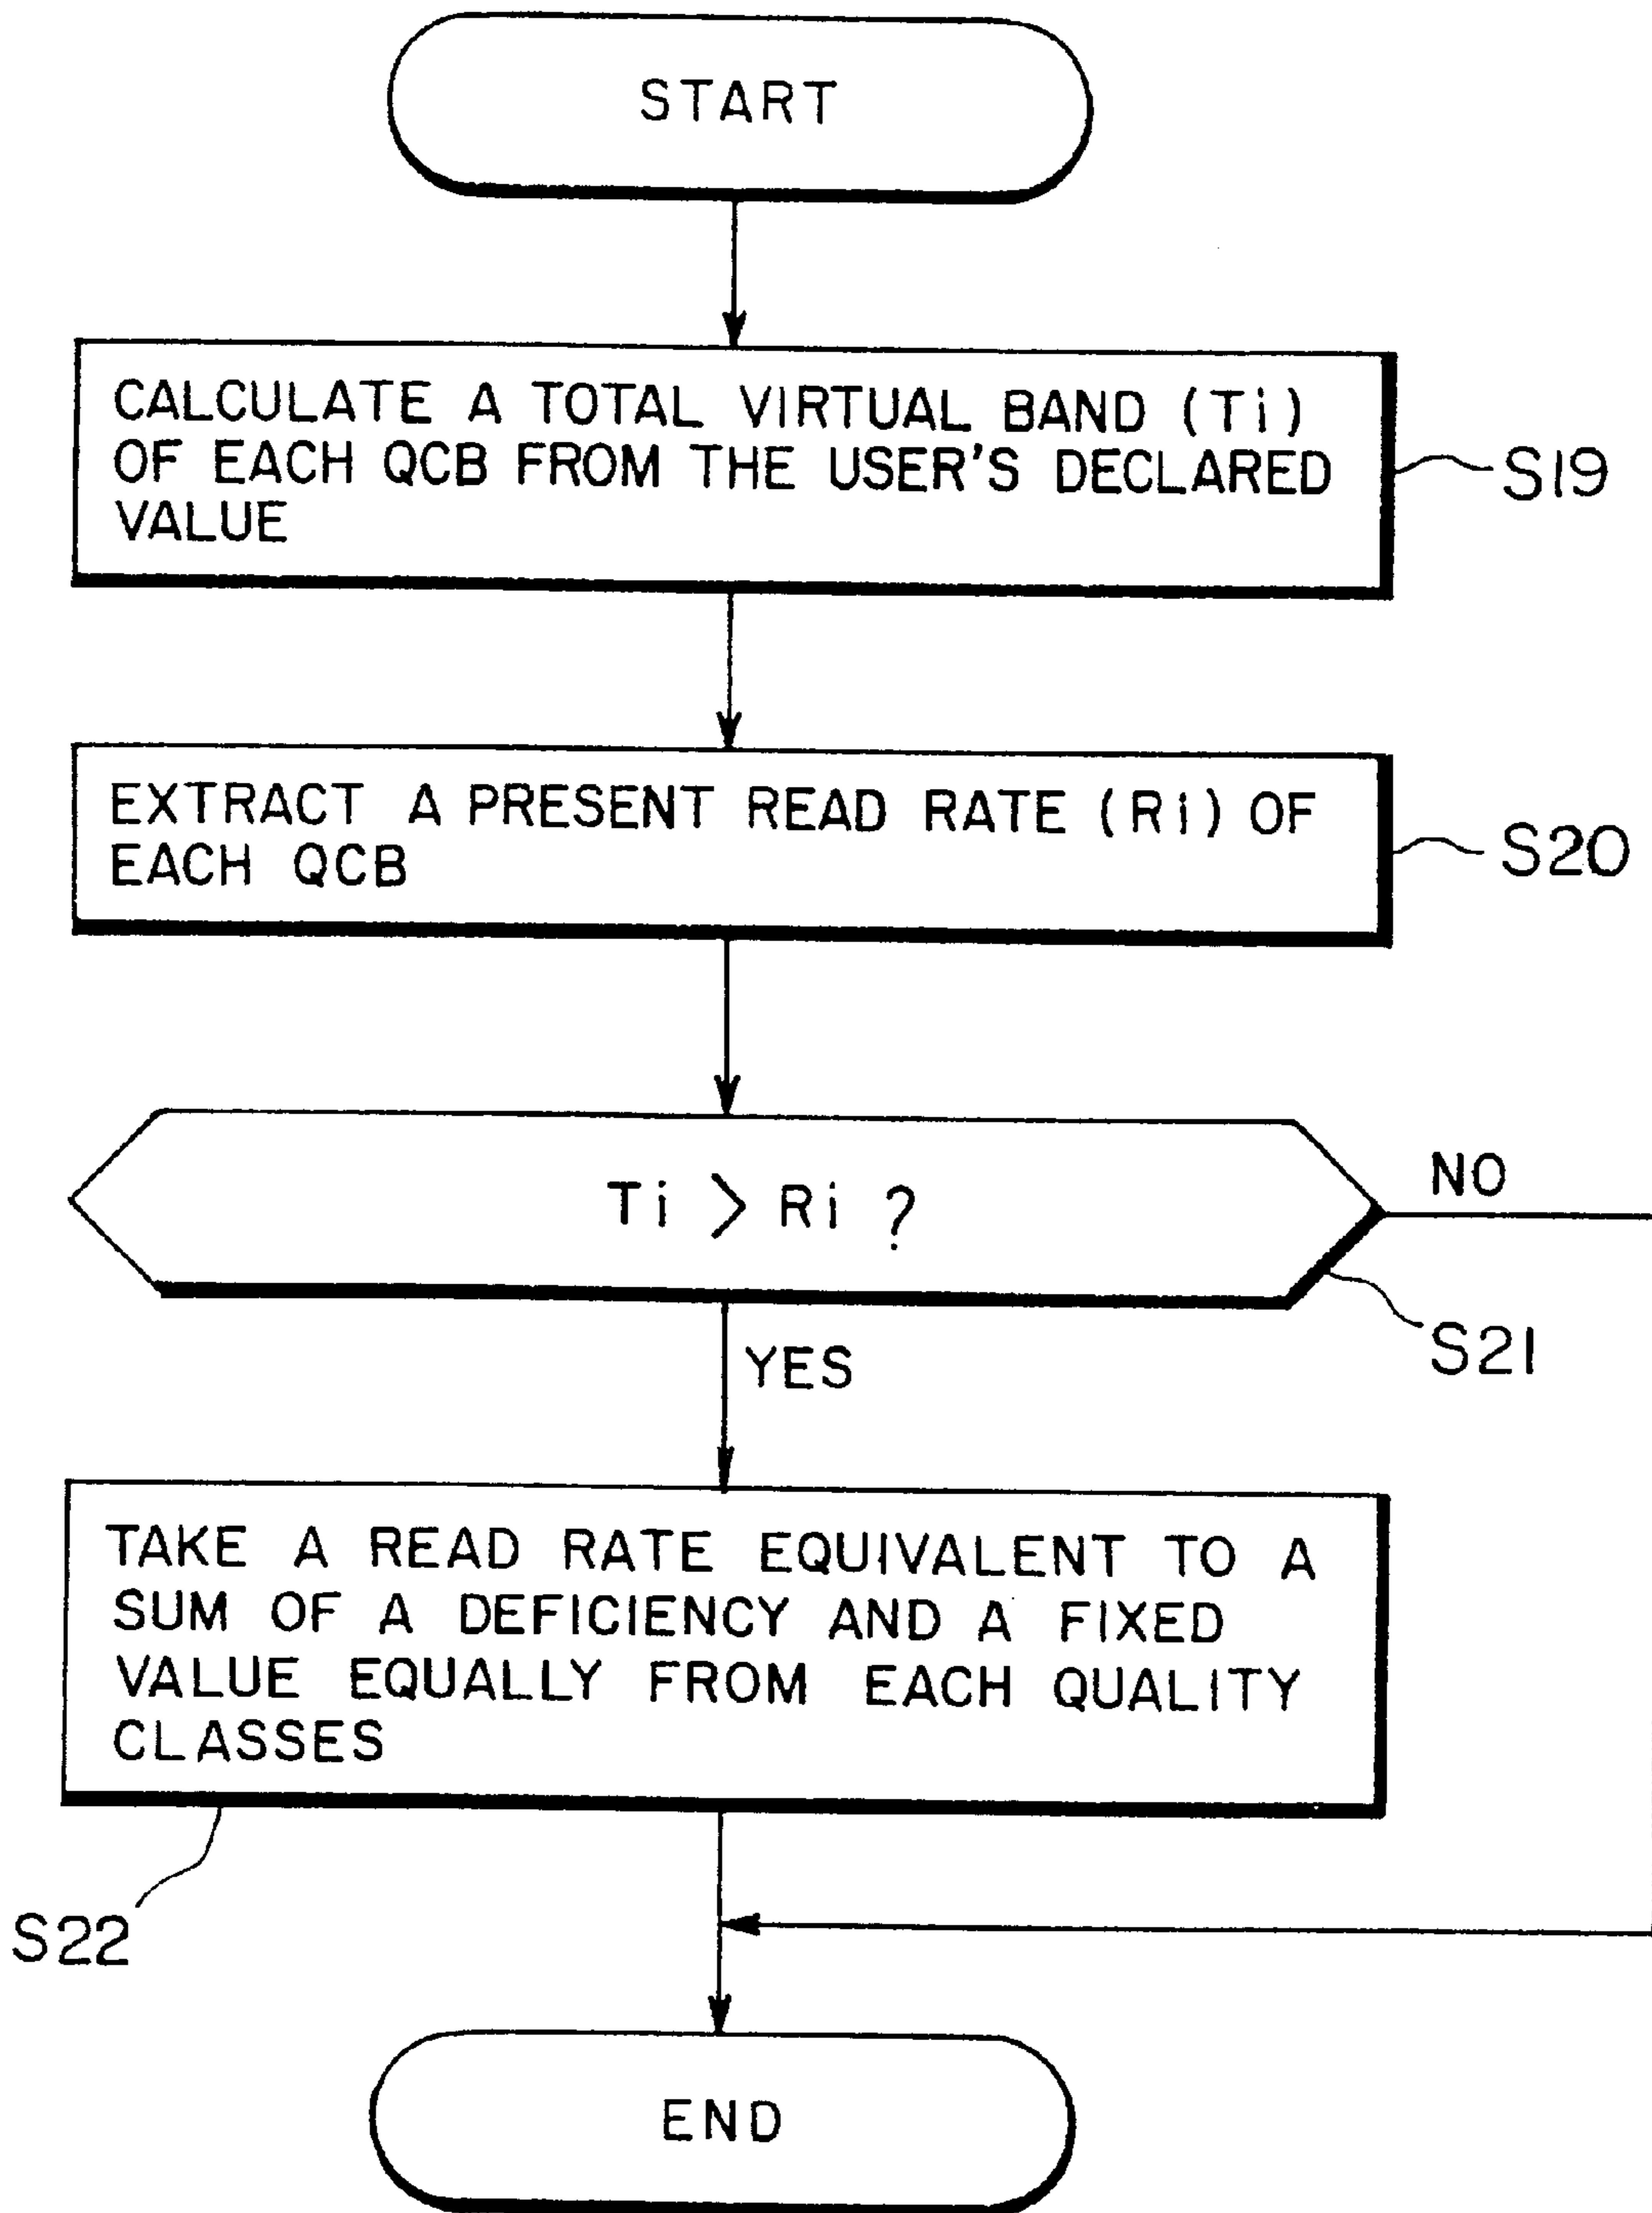 START
CALCULATE A TOTAL VIRTUAL BAND (Ti)
OF EACH QCB FROM THE USER'S DECLARED
VALUE
S19
EXTRACT A PRESENT READ RATE (Ri) OF
EACH QCB
S20
Ti > Ri ?
NO
S21
YES
TAKE A READ RATE EQUIVALENT TO A
SUM OF A DEFICIENCY AND A FIXED
VALUE EQUALLY FROM EACH QUALITY
CLASSES
S22
END